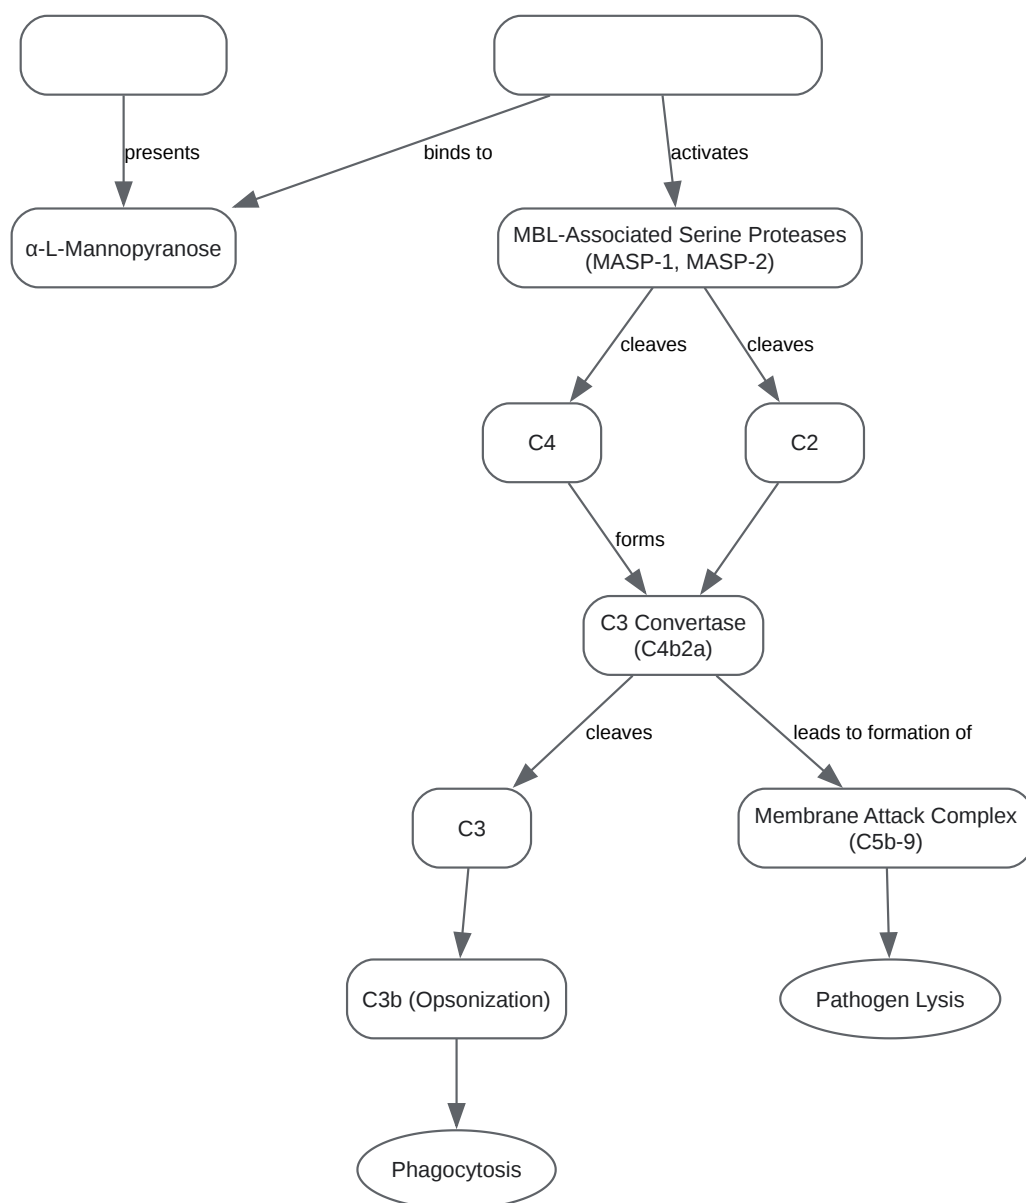 presents
binds to
activates
α-L-Mannopyranose
MBL-Associated Serine Proteases
(MASP-1, MASP-2)
cleaves
cleaves
C4
C2
forms
C3 Convertase
(C4b2a)
cleaves
leads to formation of
C3
Membrane Attack Complex
(C5b-9)
C3b (Opsonization)
Pathogen Lysis
Phagocytosis